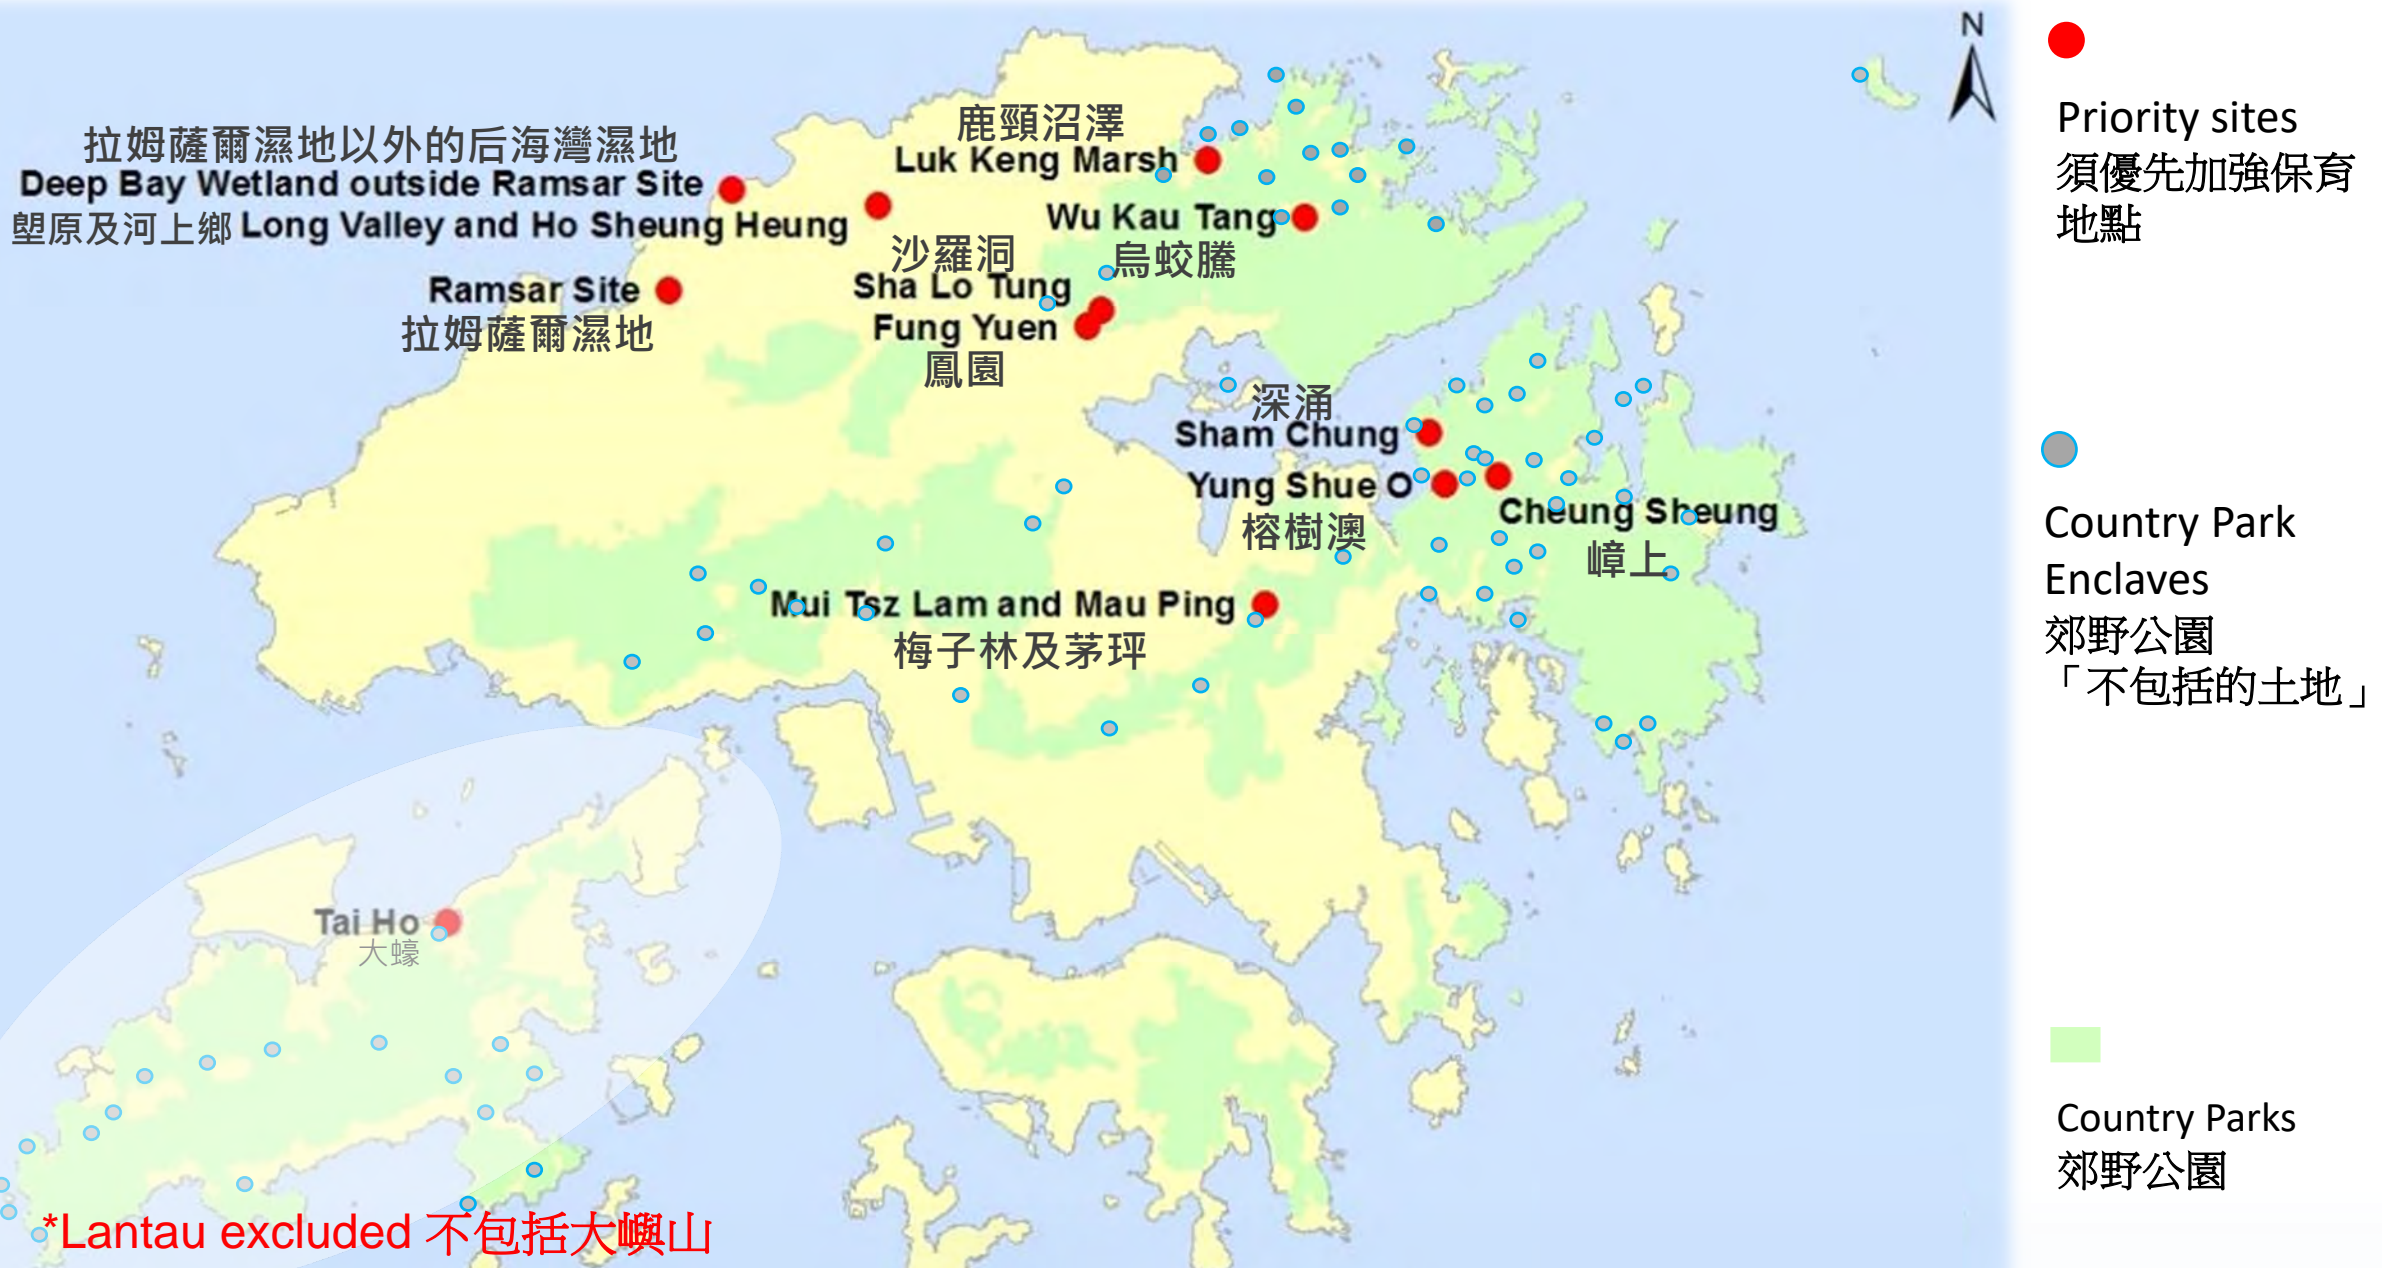 N
鹿頸沼澤
Luk Keng Marsh
拉姆薩爾濕地以外的后海灣濕地
Deep Bay Wetland outside Ramsar Site
塱原及河上鄉 Long Valley and Ho Sheung Heung
Wu Kau Tang
烏蛟騰
沙羅洞
Sha Lo Tung
Fung Yuen
鳳園
Ramsar Site
拉姆薩爾濕地
深涌
Sham Chung
Yung Shue O
榕樹澳
Cheung Sheung
嶂上
Mui Tsz Lam and Mau Ping
梅子林及茅坪
Tai Ho
大蠔
*Lantau excluded 不包括大嶼山
Priority sites
須優先加強保育
地點
Country Park
Enclaves
郊野公園
「不包括的土地」
Country Parks
郊野公園